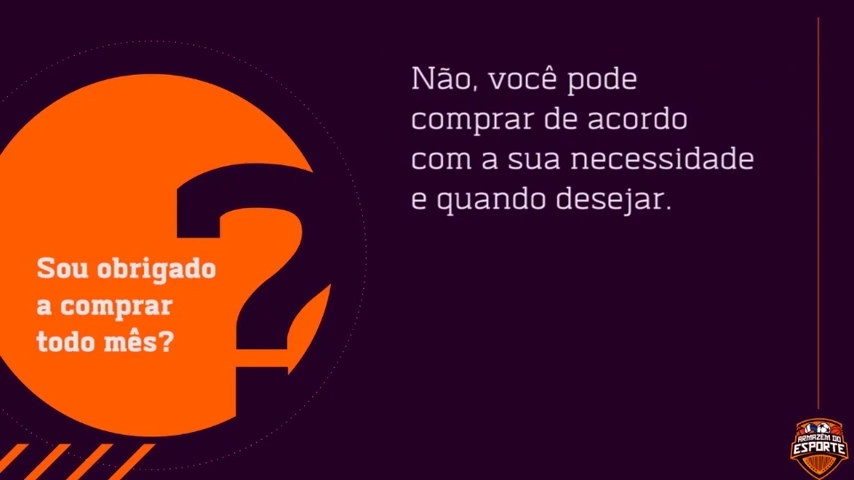 Sou obrigado
a comprar
todo mês?
Não, você pode
comprar de acordo
com a sua necessidade
e quando desejar.
ARMAZÉM DO
ESPORTE